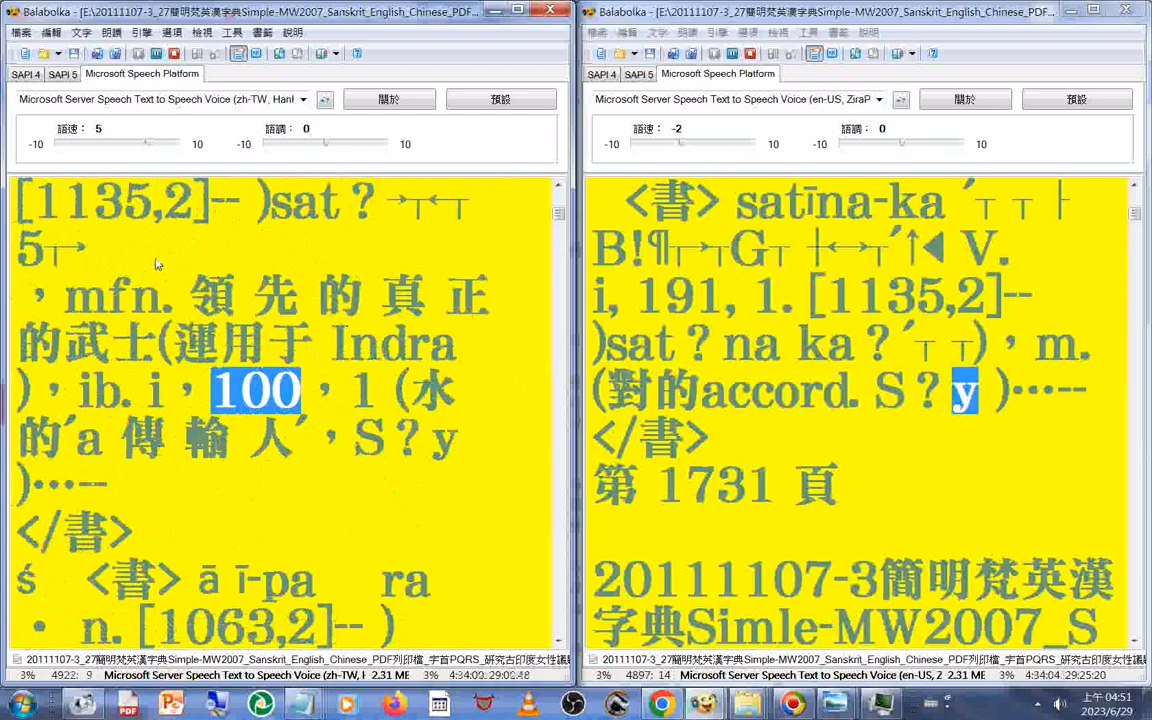 Balabolka - [E:\20111107-3_27簡明梵英漢字典Simple-MW2007_Sanskrit_English_Chinese_PDF...
檔案 編輯 文字 朗讀 引擎 選項 檢視 工具 書籤 說明
SAPI 4 SAPI 5 Microsoft Speech Platform
Microsoft Server Speech Text to Speech Voice (zh-TW, Hanl 關於 預設
語速： 5 語調： 0
-10 10 -10 10
[1135,2]-- )sat？→┬←┬
5┬→
，mfn. 領先的真正
的武士(運用于 Indra
)，ib. i，100，1 (水
的′a 傳輸人′，S？y
)…--
</書>
ś <書> ā ī-pa ra
• n. [1063,2]-- )
20111107-3_27簡明梵英漢字典Simple-MW2007_Sanskrit_English_Chinese_PDF列印檔_字首PQRS_研究古印度女性議
3% 4922: 9 Microsoft Server Speech Text to Speech Voice (zh-TW, H 2.31 ME 4:34:09
Balabolka - [E:\20111107-3_27簡明梵英漢字典Simple-MW2007_Sanskrit_English_Chinese_PDF...
檔案 編輯 文字 朗讀 引擎 選項 檢視 工具 書籤 說明
SAPI 4 SAPI 5 Microsoft Speech Platform
Microsoft Server Speech Text to Speech Voice (en-US, ZiraP 關於 預設
語速： -2 語調： 0
-10 10 -10 10
<書> satīna-ka ′┬ ┬ ├
B!¶┬→┬G┬ ┼←→┬′↑◄ V.
i, 191, 1. [1135,2]--
)sat？na ka？′┬ ┬)，m.
(對的accord. S？y )…--
</書>
第 1731 頁
20111107-3簡明梵英漢
字典Simle-MW2007_S
20111107-3_27簡明梵英漢字典Simple-MW2007_Sanskrit_English_Chinese_PDF列印檔_字首PQRS_研究古印度女性議
3% 4897: 14 Microsoft Server Speech Text to Speech Voice (en-US, Z 2.31 ME 4:34:04/29:25:20
上午 04:51
2023/6/29